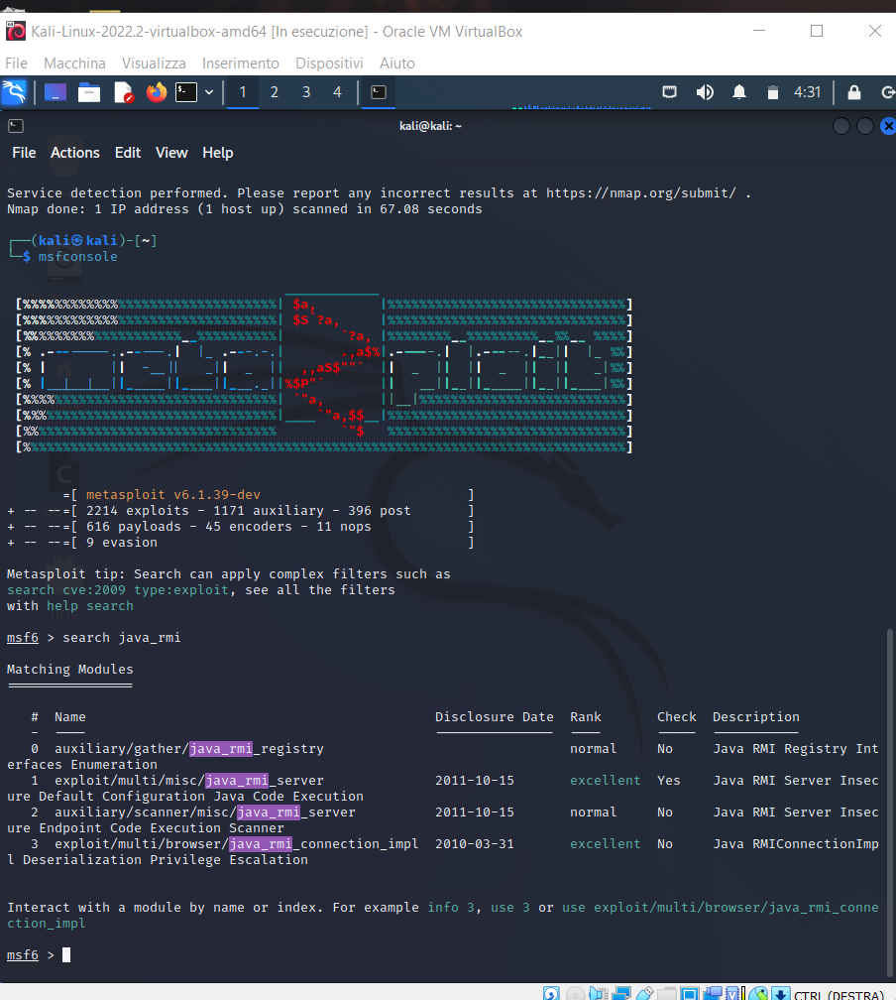 Kali-Linux-2022.2-virtualbox-amd64 [In esecuzione] - Oracle VM VirtualBox
File Macchina Visualizza Inserimento Dispositivi Aiuto
1 2 3 4 4:31
kali@kali: ~
File Actions Edit View Help
Service detection performed. Please report any incorrect results at https://nmap.org/submit/ .
Nmap done: 1 IP address (1 host up) scanned in 67.08 seconds
┌──(kali㉿kali)-[~]
└─$ msfconsole
=[ metasploit v6.1.39-dev ]
+ -- --=[ 2214 exploits - 1171 auxiliary - 396 post ]
+ -- --=[ 616 payloads - 45 encoders - 11 nops ]
+ -- --=[ 9 evasion ]
Metasploit tip: Search can apply complex filters such as
search cve:2009 type:exploit, see all the filters
with help search
msf6 > search java_rmi
Matching Modules
================
# Name Disclosure Date Rank Check Description
- ---- --------------- ---- ----- -----------
0 auxiliary/gather/java_rmi_registry normal No Java RMI Registry Int
erfaces Enumeration
1 exploit/multi/misc/java_rmi_server 2011-10-15 excellent Yes Java RMI Server Insec
ure Default Configuration Java Code Execution
2 auxiliary/scanner/misc/java_rmi_server 2011-10-15 normal No Java RMI Server Insec
ure Endpoint Code Execution Scanner
3 exploit/multi/browser/java_rmi_connection_impl 2010-03-31 excellent No Java RMIConnectionImp
l Deserialization Privilege Escalation
Interact with a module by name or index. For example info 3, use 3 or use exploit/multi/browser/java_rmi_conne
ction_impl
msf6 >
CTRL (DESTRA)